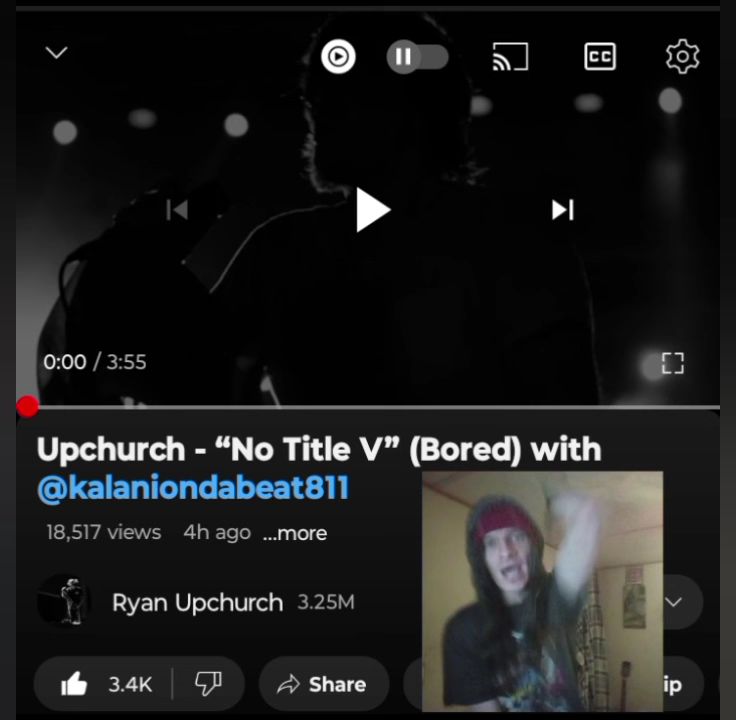 CC
0:00 / 3:55
Upchurch - “No Title V” (Bored) with
@kalaniondabeat811
18,517 views 4h ago ...more
Ryan Upchurch 3.25M
3.4K Share ip